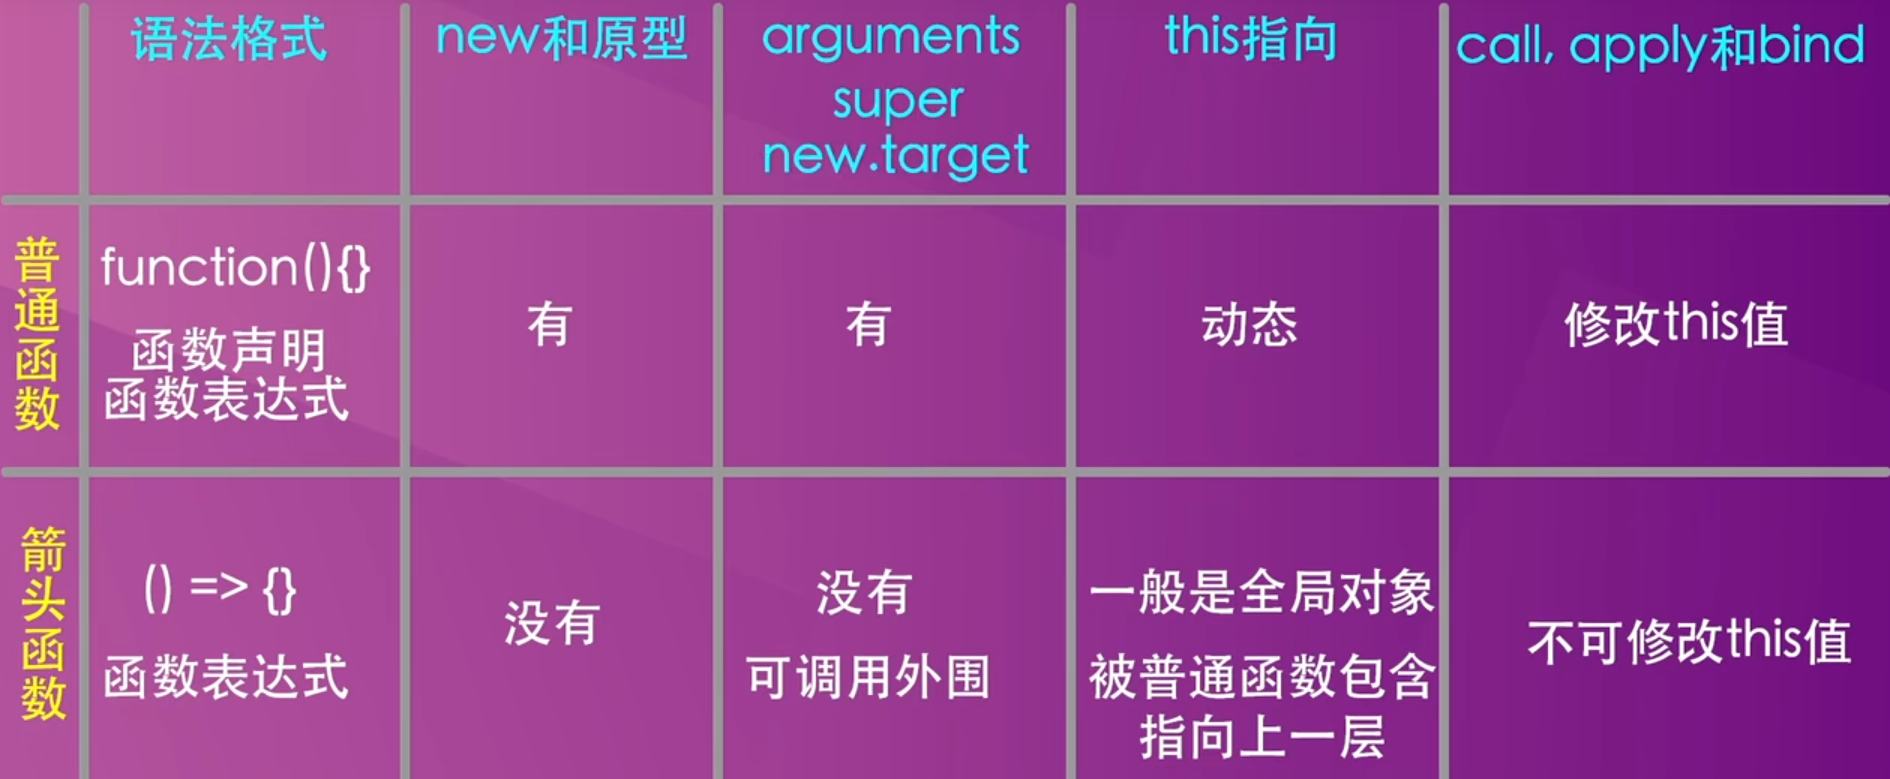 语法格式
new和原型
arguments
super
new.target
this指向
call, apply和bind
普通函数
function(){}
函数声明
函数表达式
有
有
动态
修改this值
箭头函数
() => {}
函数表达式
没有
没有
可调用外围
一般是全局对象
被普通函数包含
指向上一层
不可修改this值